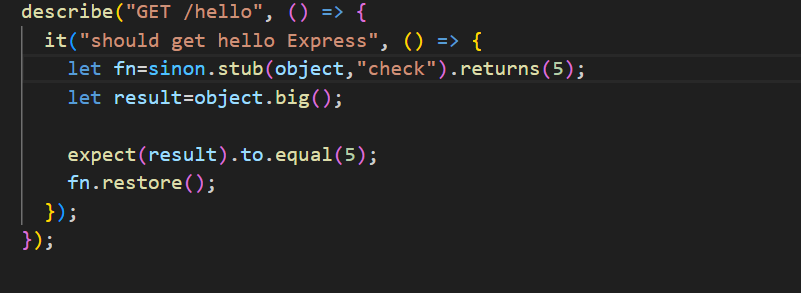 describe("GET /hello", () => {
it("should get hello Express", () => {
let fn=sinon.stub(object,"check").returns(5);
let result=object.big();
expect(result).to.equal(5);
fn.restore();
});
});